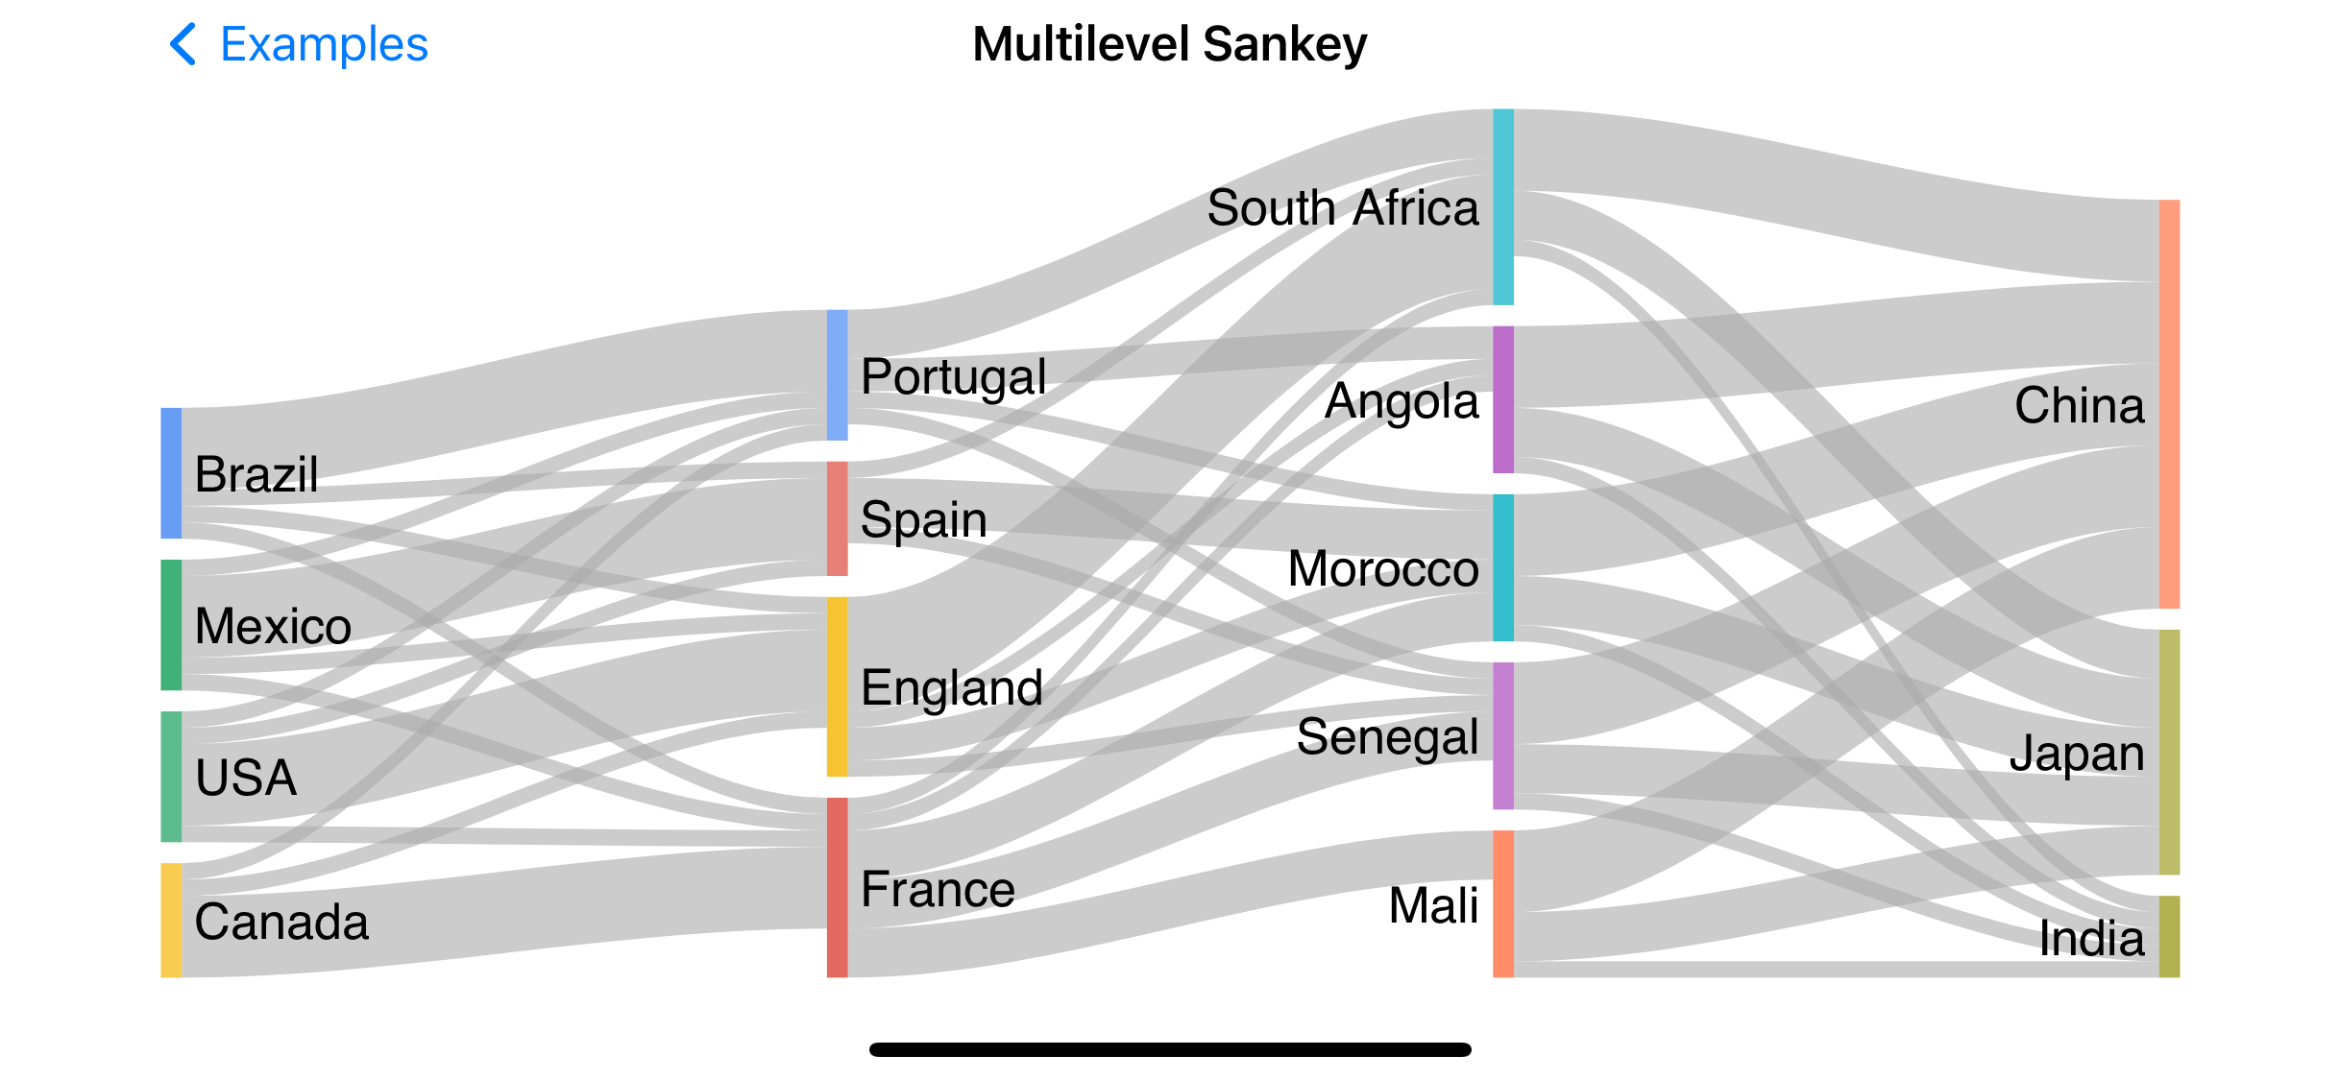 Examples
Multilevel Sankey
Brazil
Mexico
USA
Canada
Portugal
Spain
England
France
South Africa
Angola
Morocco
Senegal
Mali
China
Japan
India